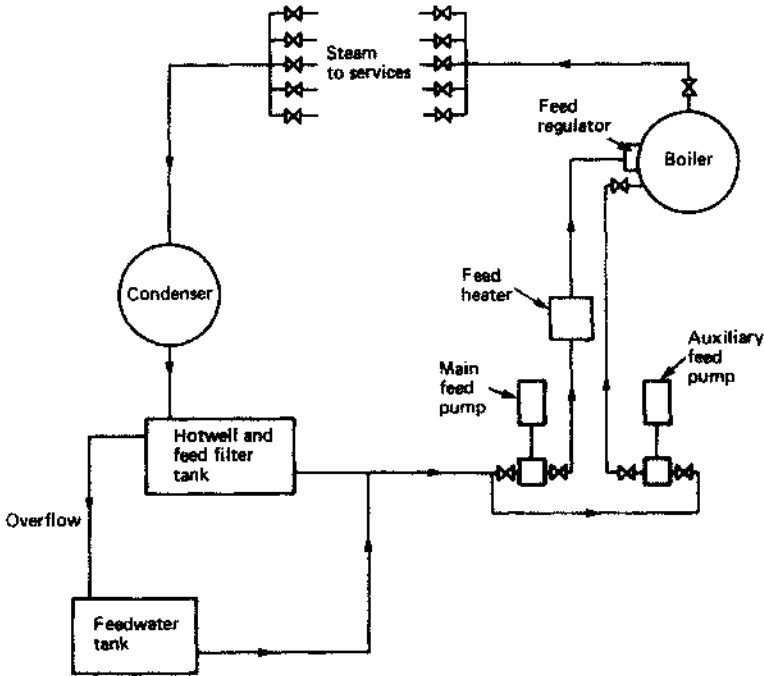 Steam
to services
Feed
regulator
Boiler
Condenser
Feed
heater
Auxiliary
feed
pump
Main
feed
pump
Hotwell and
feed filter
tank
Overflow
Feedwater
tank